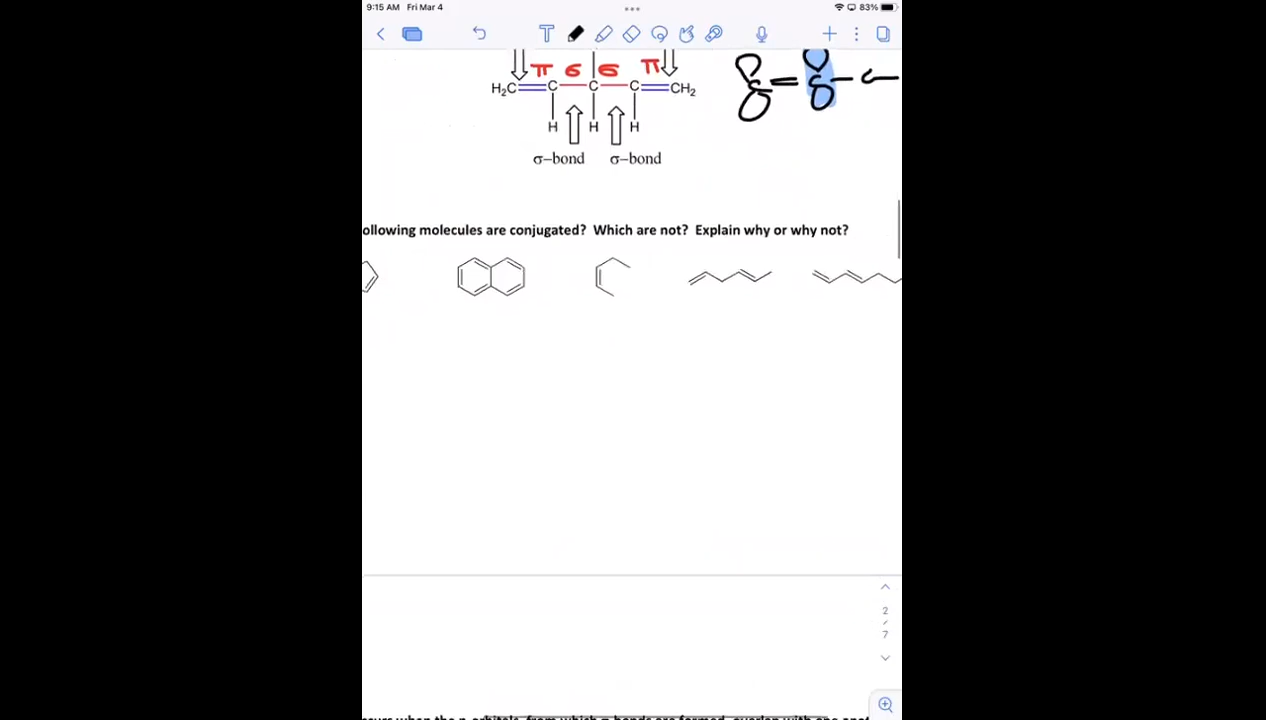 9:15 AM Fri Mar 4
83%
π σ σ π
H₂C C C C CH₂
H H H
σ–bond σ–bond
ollowing molecules are conjugated? Which are not? Explain why or why not?
2
/
7